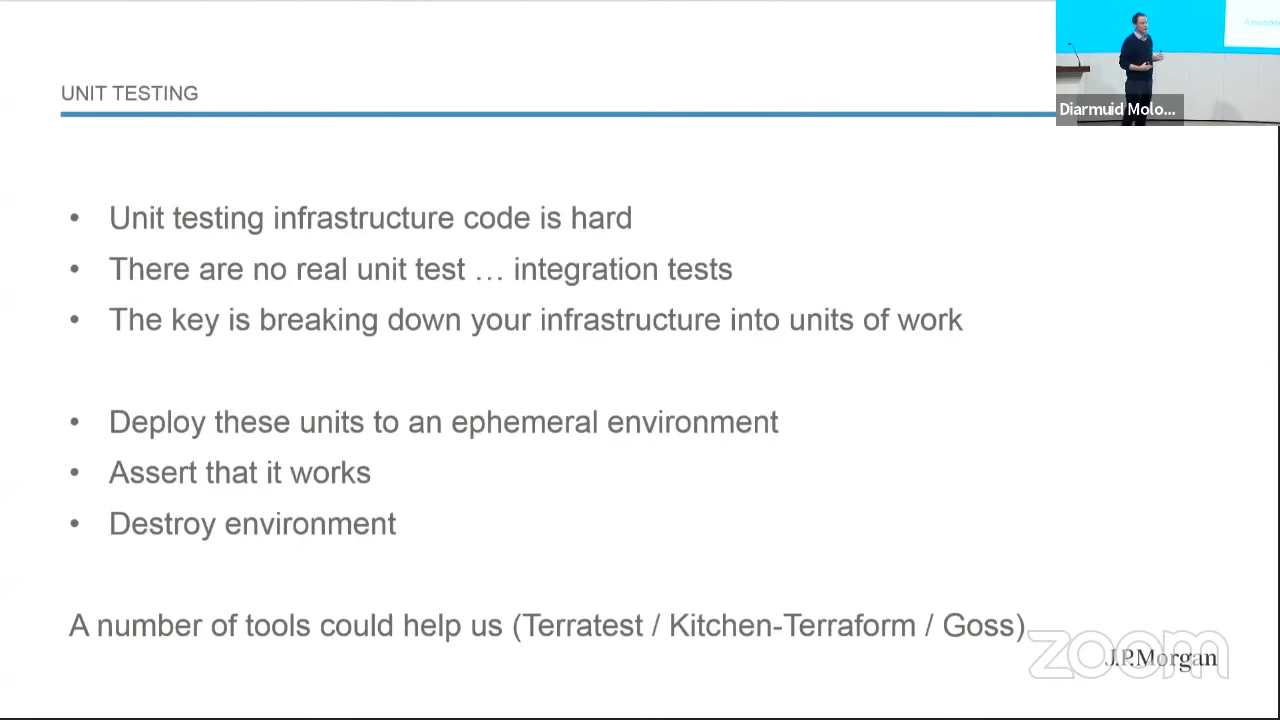 UNIT TESTING
Diarmuid Molo...
• Unit testing infrastructure code is hard
• There are no real unit test … integration tests
• The key is breaking down your infrastructure into units of work
• Deploy these units to an ephemeral environment
• Assert that it works
• Destroy environment
A number of tools could help us (Terratest / Kitchen-Terraform / Goss)
zoom
J.P.Morgan